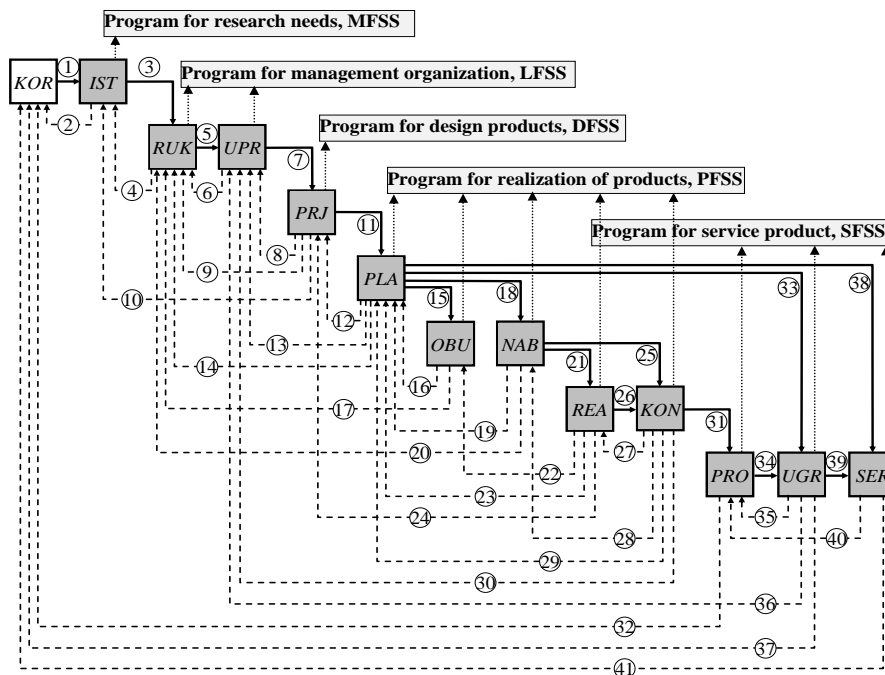 Program for research needs, MFSS
1
3
KOR
IST
Program for management organization, LFSS
2
5
RUK
UPR
Program for design products, DFSS
7
4
6
Program for realization of products, PFSS
PRJ
11
8
Program for service product, SFSS
9
PLA
10
15
18
33
38
12
13
OBU
NAB
14
21
25
16
REA
26
KON
17
19
31
20
27
PRO
34
UGR
39
SER
22
23
24
35
28
40
29
30
36
32
37
41